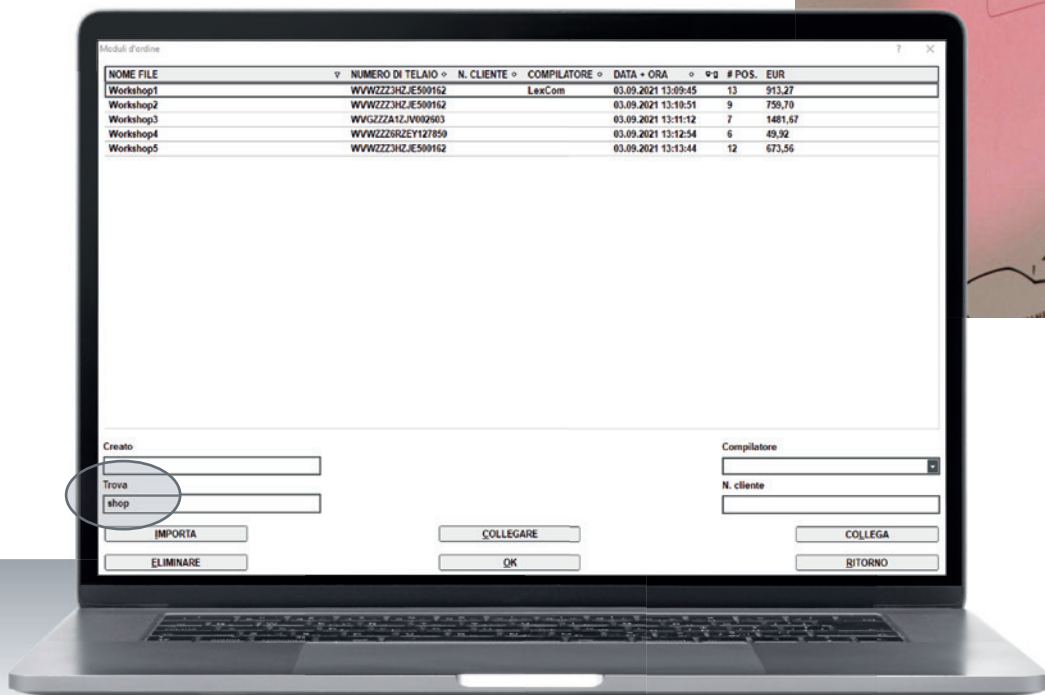 Moduli d'ordine ? ×
NOME FILE NUMERO DI TELAIO N. CLIENTE COMPILATORE DATA + ORA # POS. EUR
Workshop1 WVWZZZ3HZJE500162 LexCom 03.09.2021 13:09:45 13 913,27
Workshop2 WVWZZZ3HZJE500162 03.09.2021 13:10:51 9 759,70
Workshop3 WVGZZZA1ZJV002603 03.09.2021 13:11:12 7 1481,67
Workshop4 WVWZZZ6RZEY127850 03.09.2021 13:12:54 6 49,92
Workshop5 WVWZZZ3HZJE500162 03.09.2021 13:13:44 12 673,56
Creato Compilatore
Trova N. cliente
shop
IMPORTA COLLEGARE COLLEGA
ELIMINARE OK RITORNO